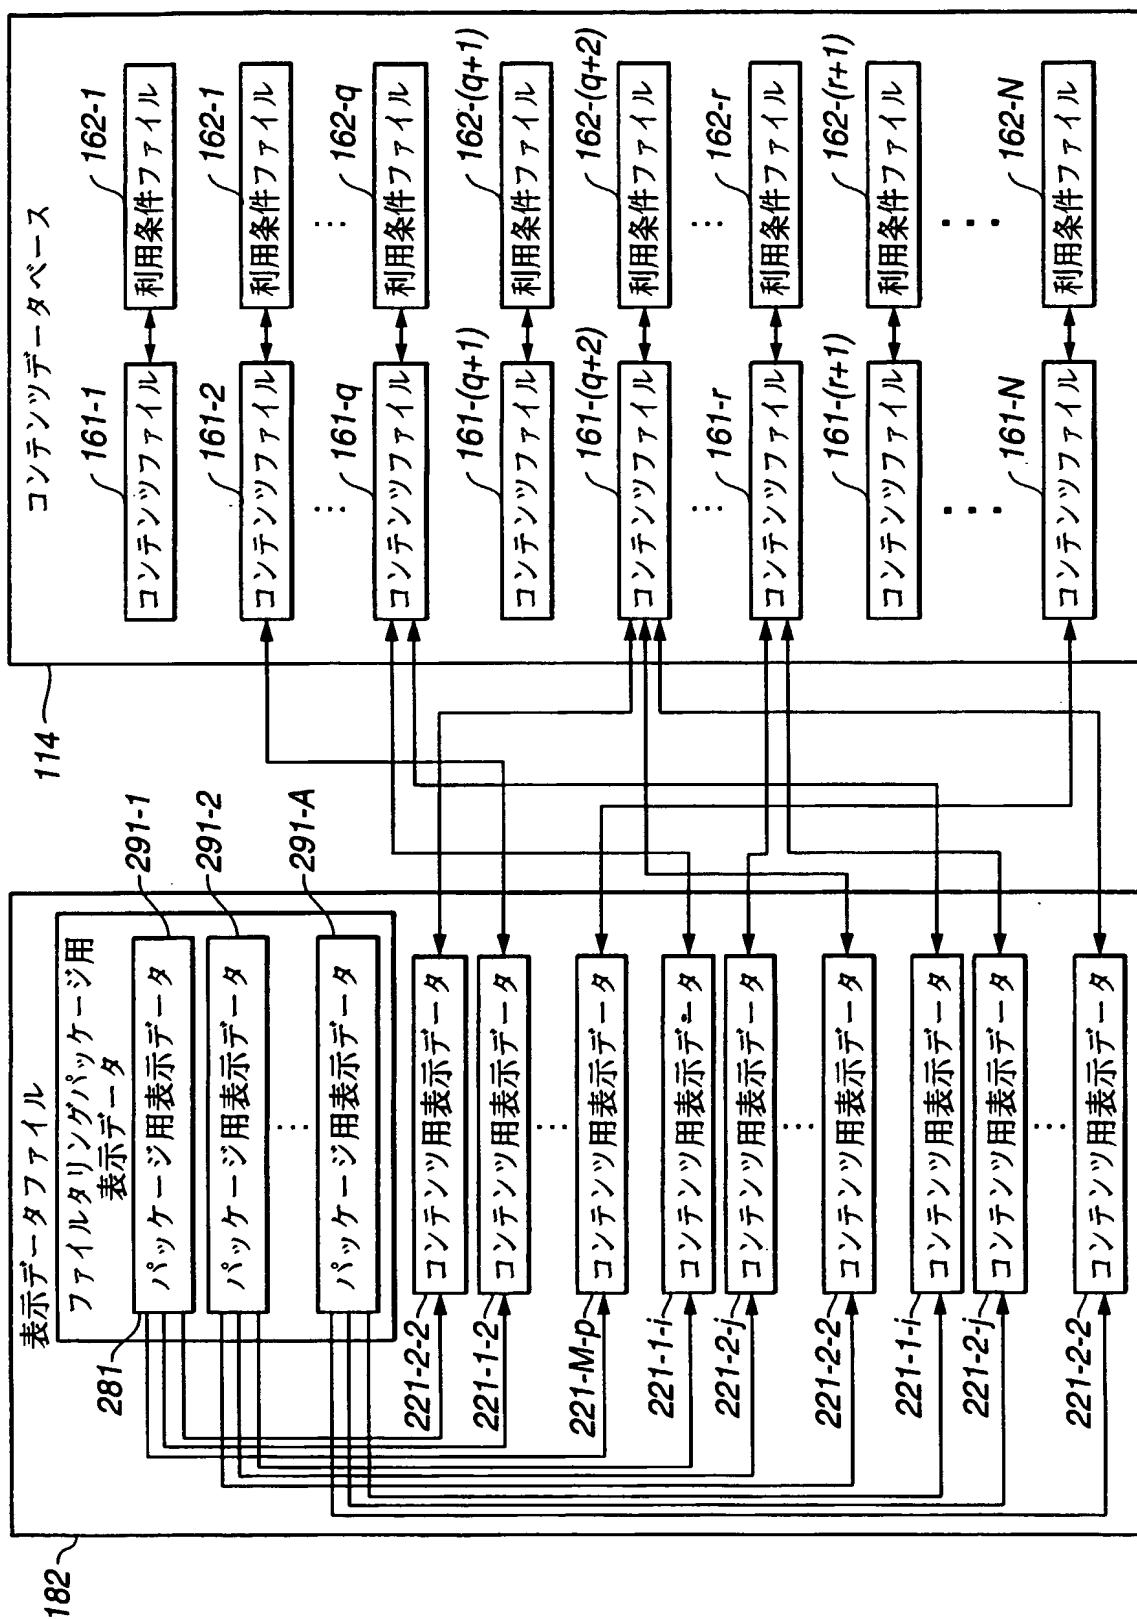 182
表示データファイル
281
ファイルタリングパッケージ用
表示データ
パッケージ用表示データ
291-1
パッケージ用表示データ
291-2
⋮
パッケージ用表示データ
291-A
221-2-2
コンテンツ用表示データ
221-1-2
コンテンツ用表示データ
⋮
221-M-p
コンテンツ用表示データ
221-1-i
コンテンツ用表示データ
221-2-j
コンテンツ用表示データ
⋮
221-2-2
コンテンツ用表示データ
221-1-i
コンテンツ用表示データ
221-2-j
コンテンツ用表示データ
⋮
221-2-2
コンテンツ用表示データ
114
コンテンツデータベース
161-1
コンテンツファイル
162-1
利用条件ファイル
161-2
コンテンツファイル
162-1
利用条件ファイル
⋮
⋮
161-q
コンテンツファイル
162-q
利用条件ファイル
161-(q+1)
コンテンツファイル
162-(q+1)
利用条件ファイル
161-(q+2)
コンテンツファイル
162-(q+2)
利用条件ファイル
⋮
⋮
161-r
コンテンツファイル
162-r
利用条件ファイル
161-(r+1)
コンテンツファイル
162-(r+1)
利用条件ファイル
⋮
⋮
161-N
コンテンツファイル
162-N
利用条件ファイル